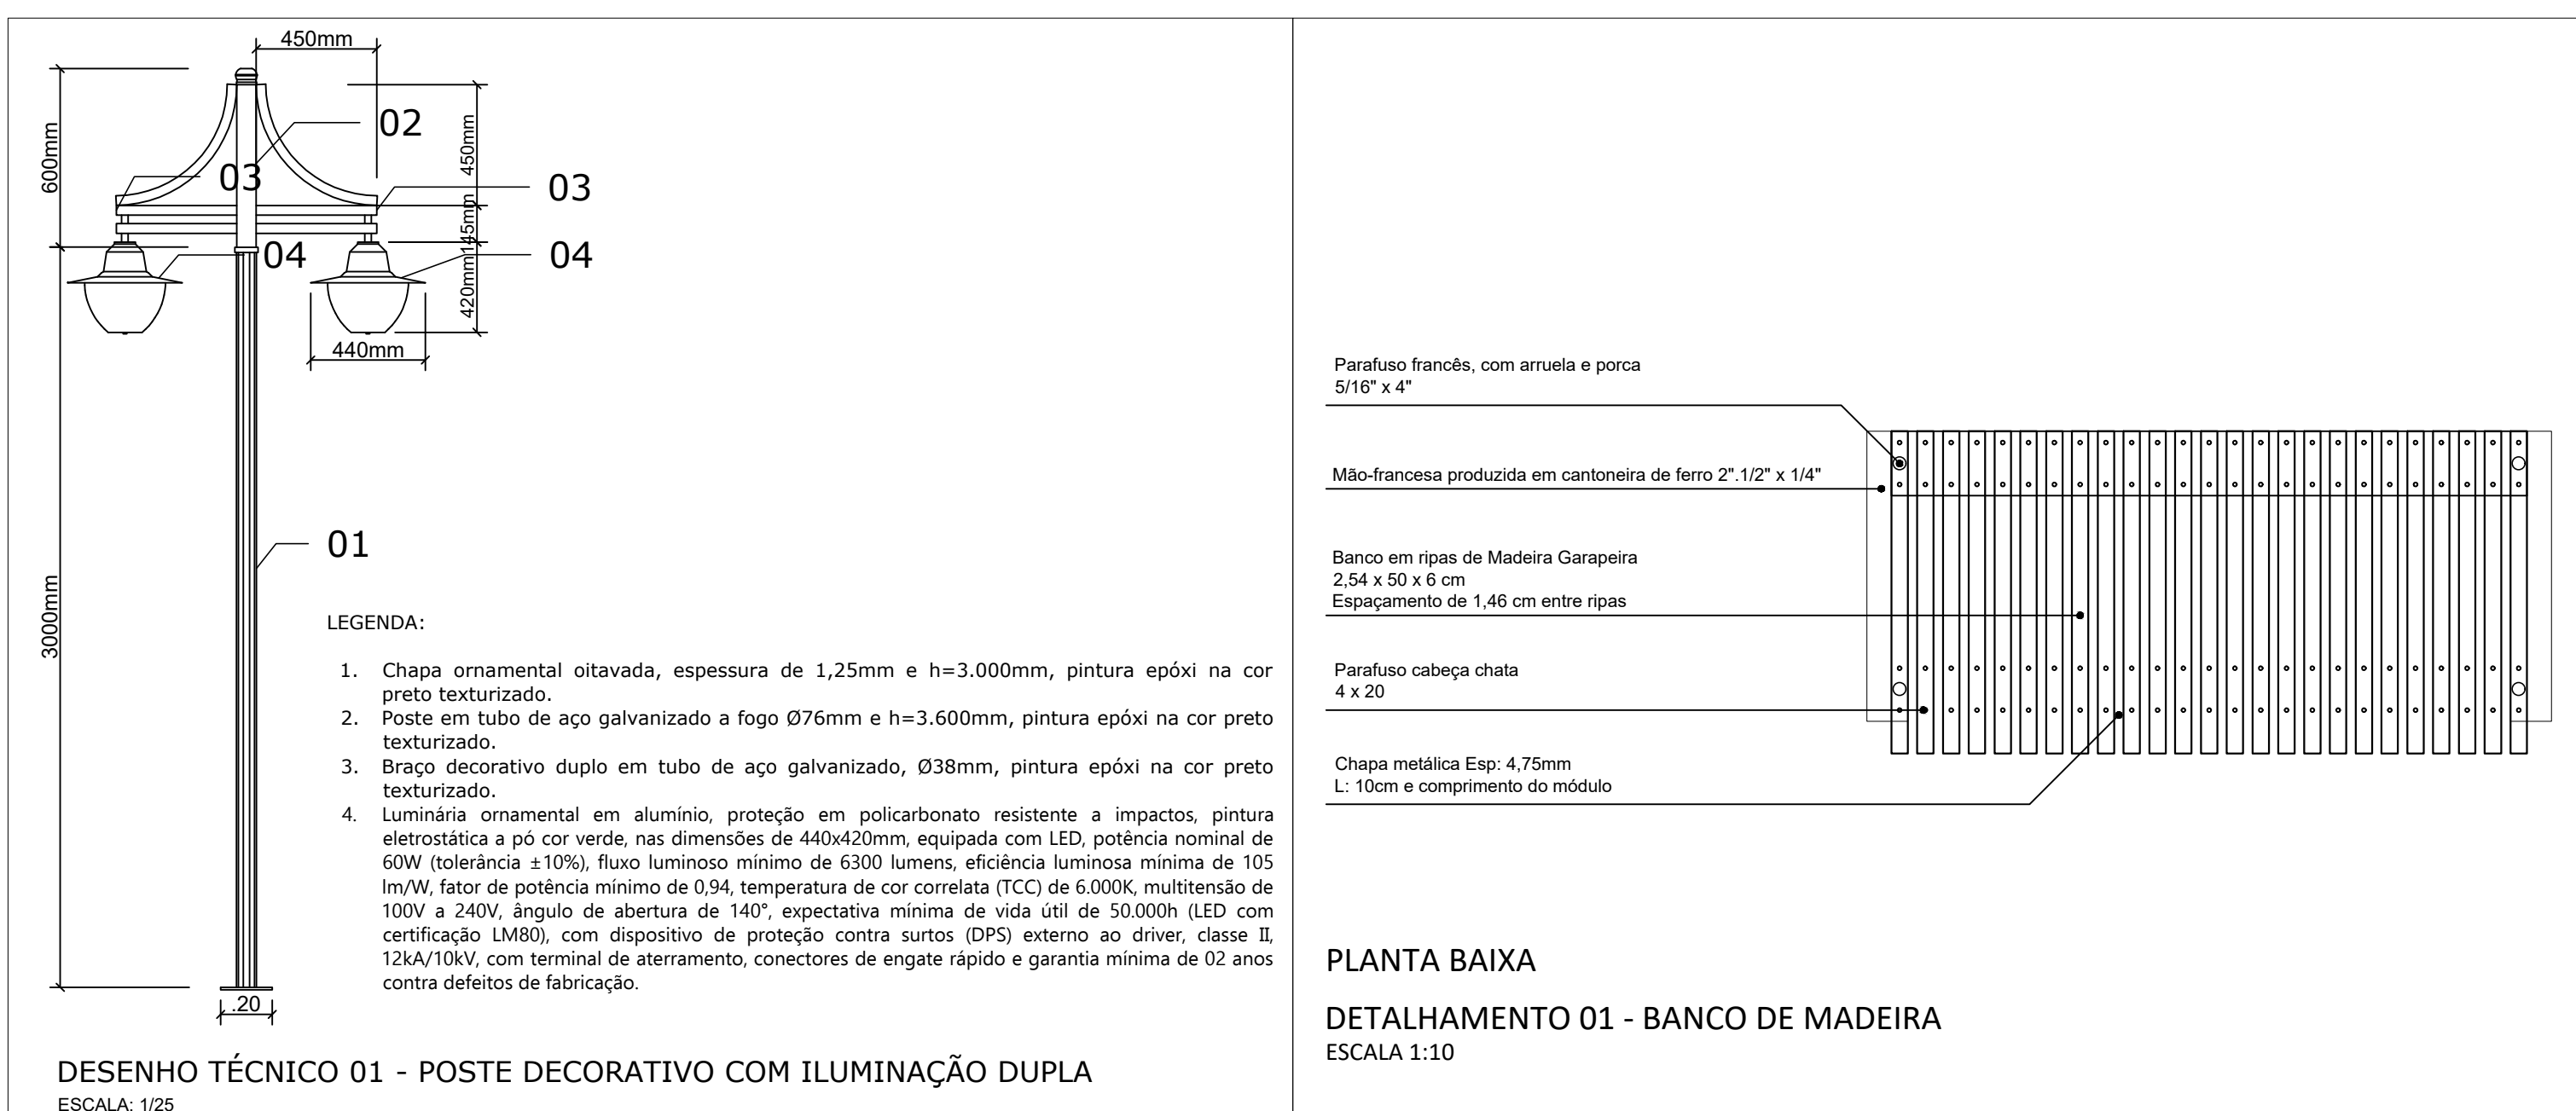 450mm
02
600mm
450mm
03
03
145mm
04
04
420mm
440mm
01
3000mm
LEGENDA:
1. Chapa ornamental oitavada, espessura de 1,25mm e h=3.000mm, pintura epóxi na cor
preto texturizado.
2. Poste em tubo de aço galvanizado a fogo Ø76mm e h=3.600mm, pintura epóxi na cor preto
texturizado.
3. Braço decorativo duplo em tubo de aço galvanizado, Ø38mm, pintura epóxi na cor preto
texturizado.
4. Luminária ornamental em alumínio, proteção em policarbonato resistente a impactos, pintura
eletrostática a pó cor verde, nas dimensões de 440x420mm, equipada com LED, potência nominal de
60W (tolerância ±10%), fluxo luminoso mínimo de 6300 lumens, eficiência luminosa mínima de 105
lm/W, fator de potência mínimo de 0,94, temperatura de cor correlata (TCC) de 6.000K, multitensão de
100V a 240V, ângulo de abertura de 140°, expectativa mínima de vida útil de 50.000h (LED com
certificação LM80), com dispositivo de proteção contra surtos (DPS) externo ao driver, classe II,
12kA/10kV, com terminal de aterramento, conectores de engate rápido e garantia mínima de 02 anos
contra defeitos de fabricação.
.20
DESENHO TÉCNICO 01 - POSTE DECORATIVO COM ILUMINAÇÃO DUPLA
ESCALA: 1/25
Parafuso francês, com arruela e porca
5/16" x 4"
Mão-francesa produzida em cantoneira de ferro 2".1/2" x 1/4"
Banco em ripas de Madeira Garapeira
2,54 x 50 x 6 cm
Espaçamento de 1,46 cm entre ripas
Parafuso cabeça chata
4 x 20
Chapa metálica Esp: 4,75mm
L: 10cm e comprimento do módulo
PLANTA BAIXA
DETALHAMENTO 01 - BANCO DE MADEIRA
ESCALA 1:10